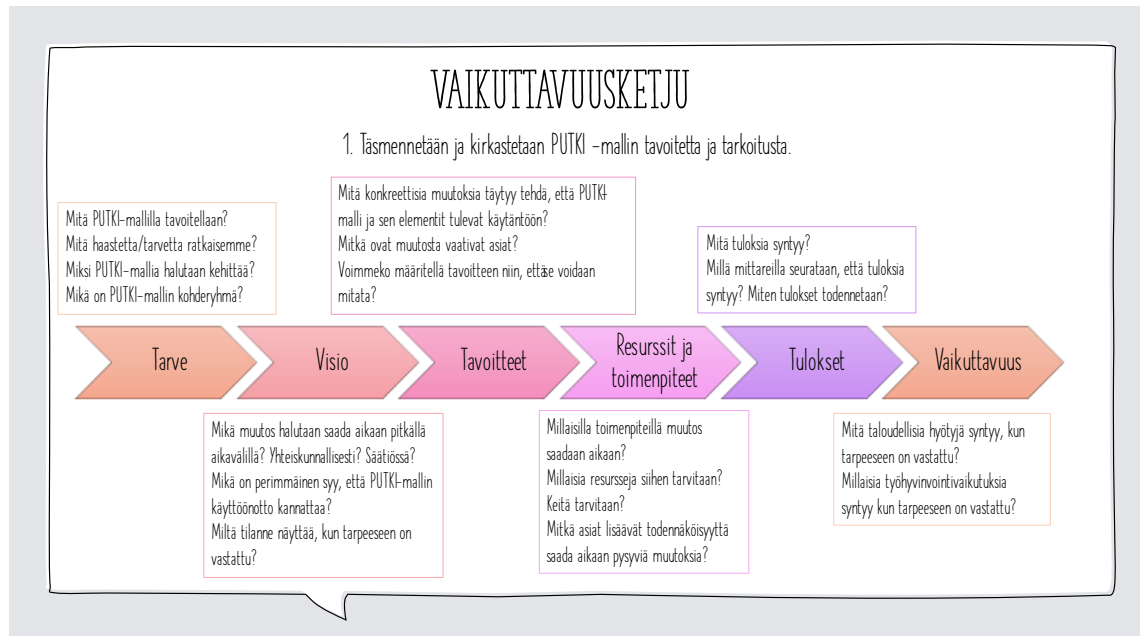 VAIKUTTAVUUSKETJU
1. Täsmennetään ja kirkastetaan PUTKI -mallin tavoitetta ja tarkoitusta.
Mitä PUTKI-mallilla tavoitellaan?
Mitä haastetta/tarvetta ratkaisemme?
Miksi PUTKI-mallia halutaan kehittää?
Mikä on PUTKI-mallin kohderyhmä?
Mitä konkreettisia muutoksia täytyy tehdä, että PUTKI-
malli ja sen elementit tulevat käytäntöön?
Mitkä ovat muutosta vaativat asiat?
Voimmeko määritellä tavoitteen niin, että se voidaan
mitata?
Mitä tuloksia syntyy?
Millä mittareilla seurataan, että tuloksia
syntyy? Miten tulokset todennetaan?
Tarve
Visio
Tavoitteet
Resurssit ja
toimenpiteet
Tulokset
Vaikuttavuus
Mikä muutos halutaan saada aikaan pitkällä
aikavälillä? Yhteiskunnallisesti? Säätiössä?
Mikä on perimmäinen syy, että PUTKI-mallin
käyttöönotto kannattaa?
Miltä tilanne näyttää, kun tarpeeseen on
vastattu?
Millaisilla toimenpiteillä muutos
saadaan aikaan?
Millaisia resursseja siihen tarvitaan?
Keitä tarvitaan?
Mitkä asiat lisäävät todennäköisyyttä
saada aikaan pysyviä muutoksia?
Mitä taloudellisia hyötyjä syntyy, kun
tarpeeseen on vastattu?
Millaisia työhyvinvointivaikutuksia
syntyy kun tarpeeseen on vastattu?